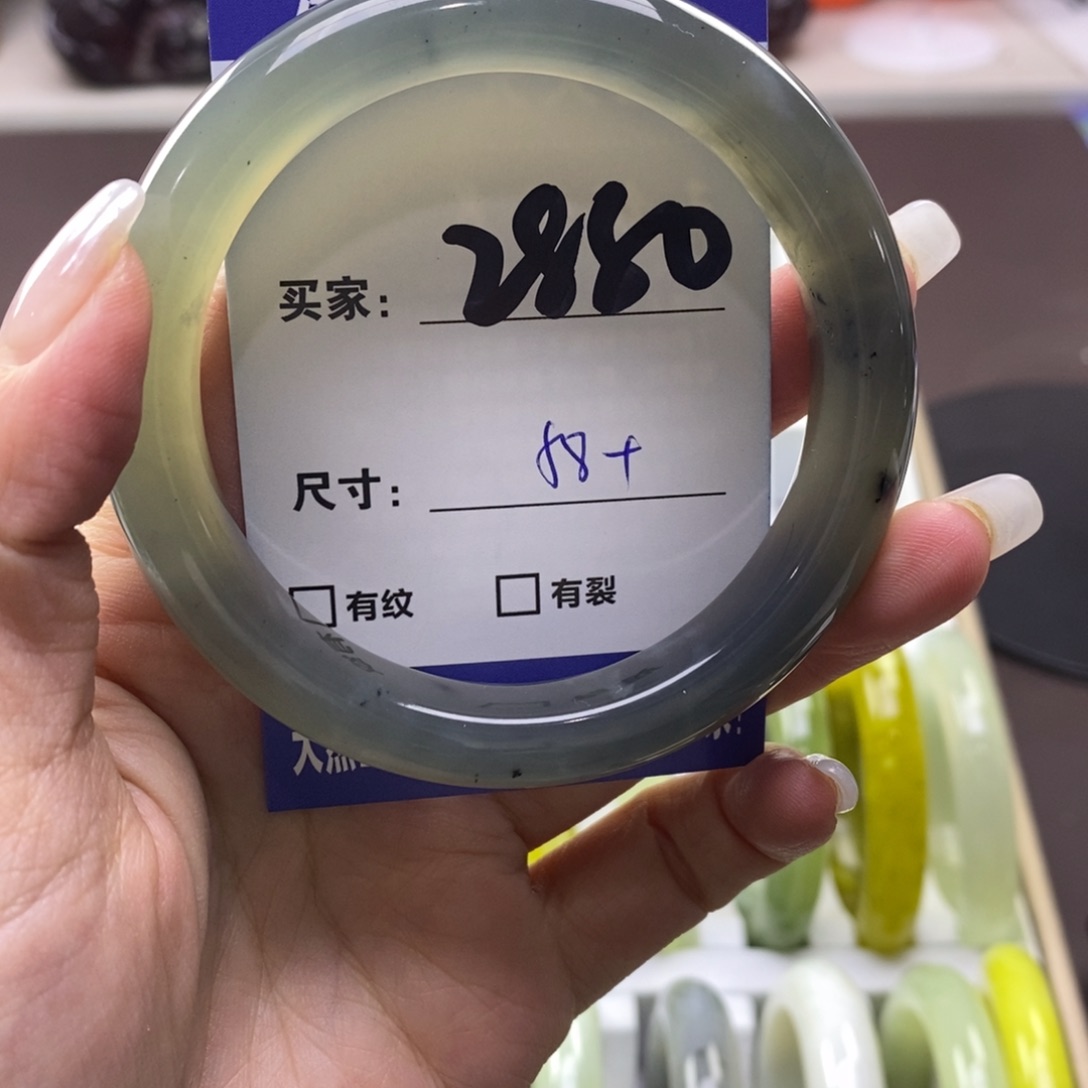 买家： 2880
尺寸： 58+
□有纹 □有裂